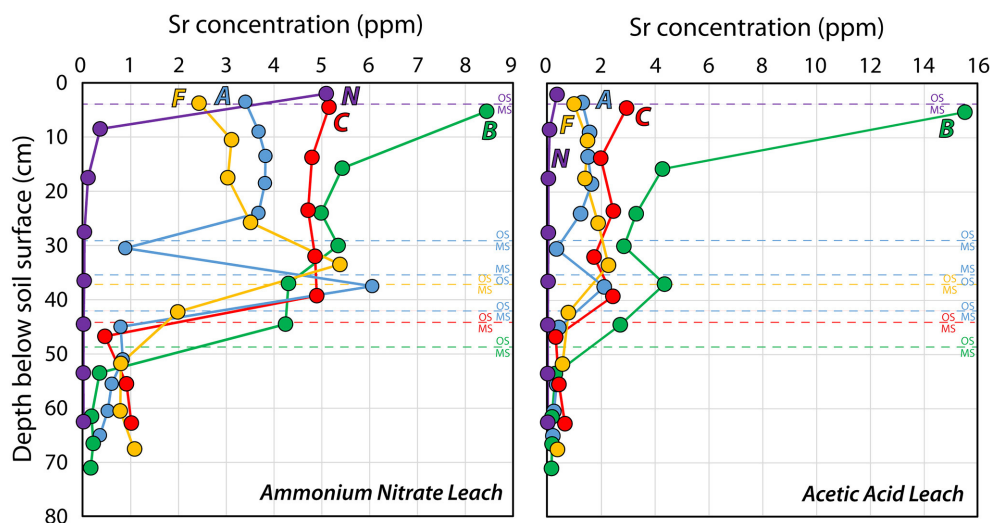 Sr concentration (ppm)
Sr concentration (ppm)
0 1 2 3 4 5 6 7 8 9
0 2 4 6 8 10 12 14 16
Depth below soil surface (cm)
0
10
20
30
40
50
60
70
80
F A N C B
OS
MS
OS
MS
MS
OS
OS
MS
OS
MS
OS
MS
OS
MS
Ammonium Nitrate Leach
F A N C B
OS
MS
OS
MS
MS
OS
OS
MS
OS
MS
OS
MS
OS
MS
Acetic Acid Leach